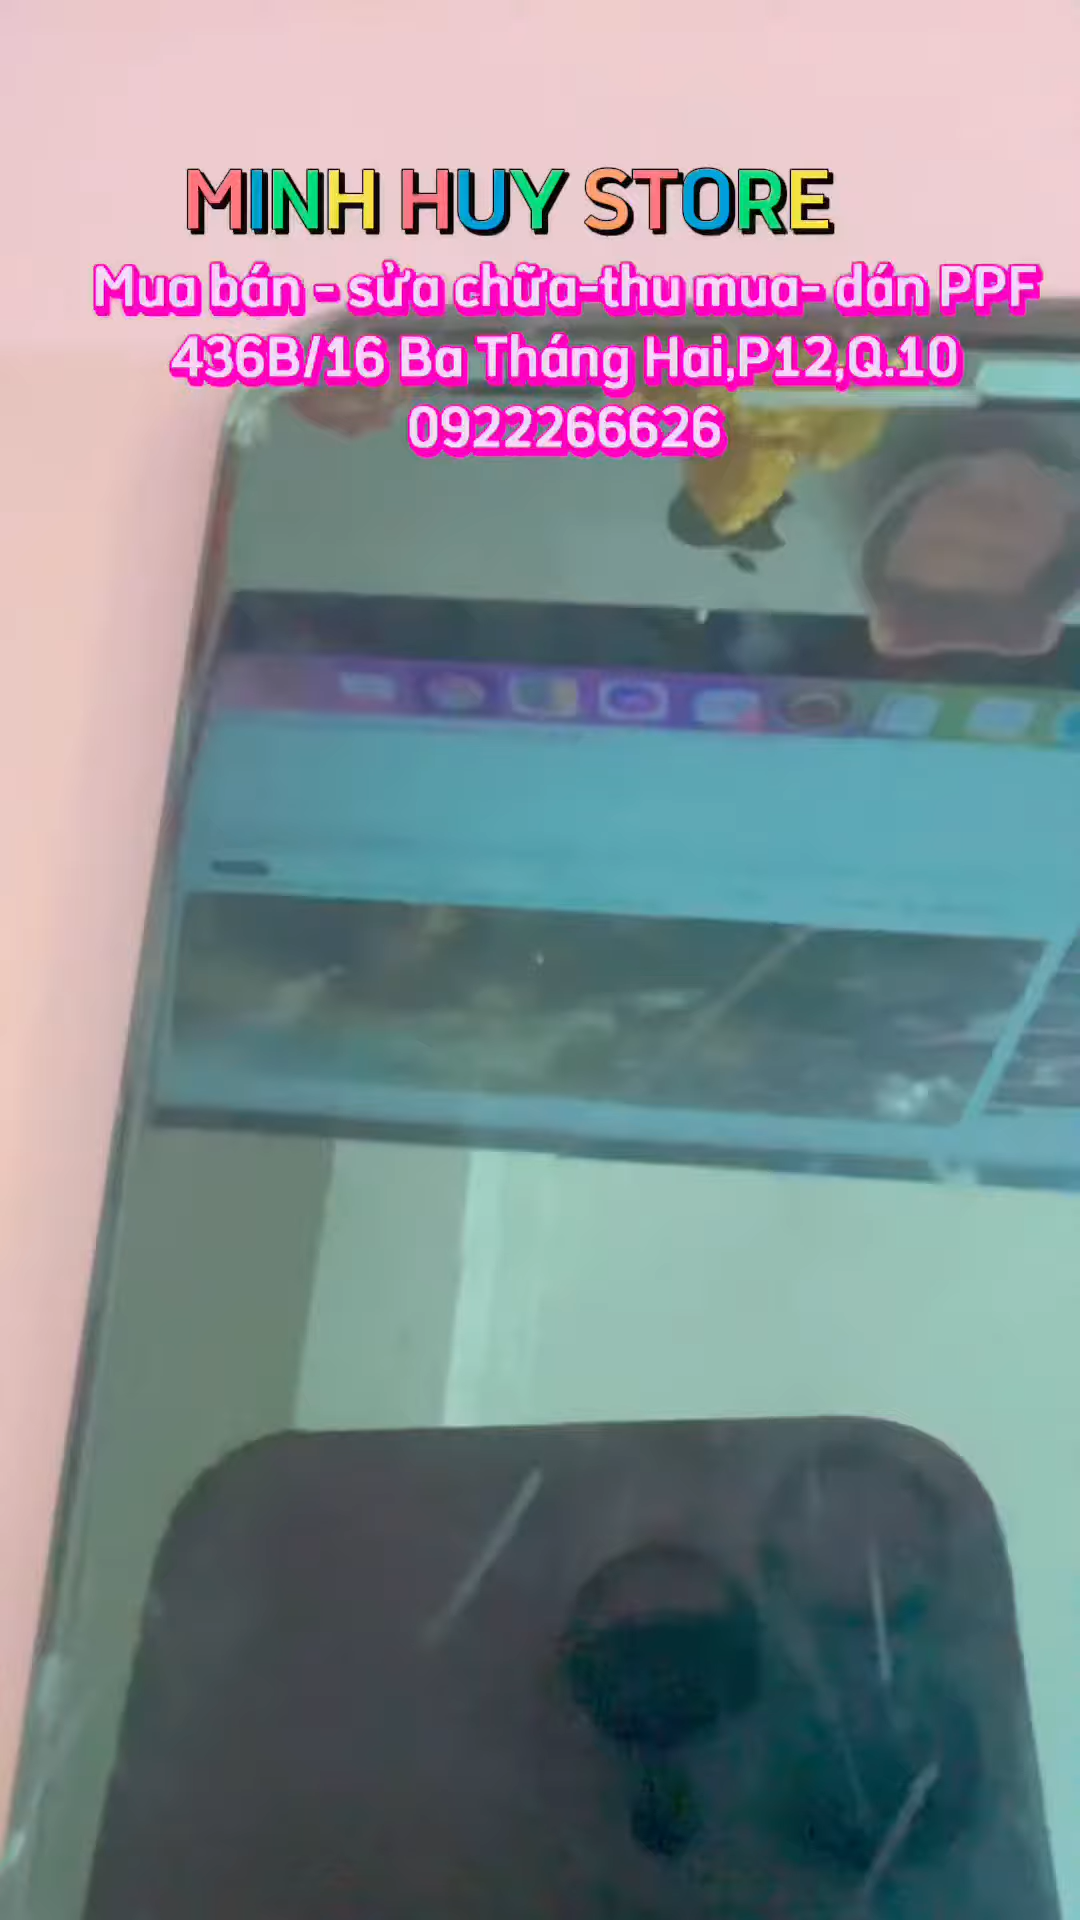 MINH HUY STORE
Mua bán - sửa chữa-thu mua- dán PPF
436B/16 Ba Tháng Hai,P12,Q.10
0922266626